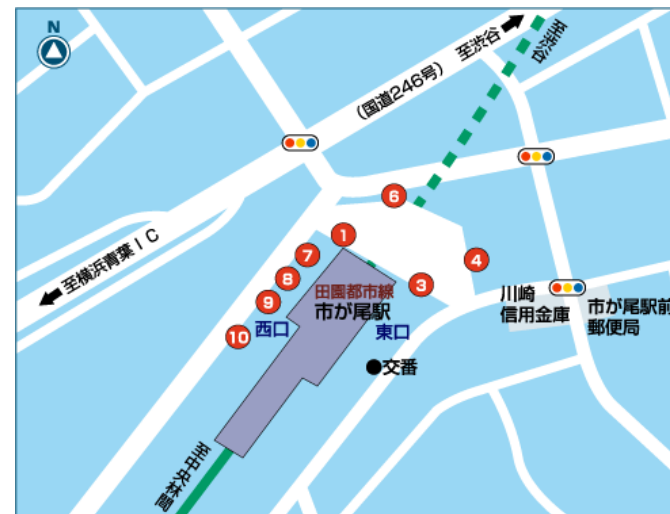 N
至渋谷
至渋谷
(国道246号)
6
1
7
4
至横浜青葉IC
8
3
9
田園都市線
市が尾駅
川崎
信用金庫
市が尾駅前
郵便局
10
西口
東口
●交番
至中央林間